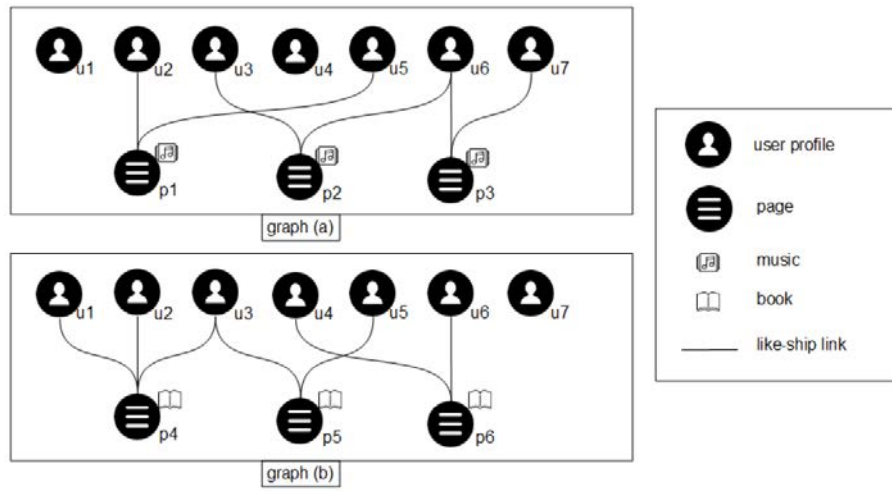 u1 u2 u3 u4 u5 u6 u7
p1 p2 p3
graph (a)
u1 u2 u3 u4 u5 u6 u7
p4 p5 p6
graph (b)
user profile
page
music
book
like-ship link